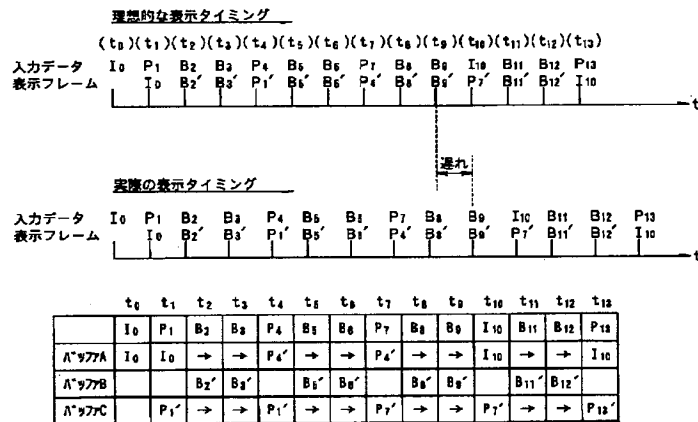 理想的な表示タイミング
(t₀)(t₁)(t₂)(t₃)(t₄)(t₅)(t₆)(t₇)(t₈)(t₉)(t₁₀)(t₁₁)(t₁₂)(t₁₃)
入力データ I₀ P₁ B₂ B₃ P₄ B₅ B₆ P₇ B₈ B₉ I₁₀ B₁₁ B₁₂ P₁₃
表示フレーム I₀ B₂′ B₃′ P₁′ B₅′ B₆′ P₄′ B₈′ B₉′ P₇′ B₁₁′ B₁₂′ I₁₀
t
遅れ
実際の表示タイミング
入力データ I₀ P₁ B₂ B₃ P₄ B₅ B₆ P₇ B₈ B₉ I₁₀ B₁₁ B₁₂ P₁₃
表示フレーム I₀ B₂′ B₃′ P₁′ B₅′ B₆′ P₄′ B₈′ B₉′ P₇′ B₁₁′ B₁₂′ I₁₀
t
t₀ t₁ t₂ t₃ t₄ t₅ t₆ t₇ t₈ t₉ t₁₀ t₁₁ t₁₂ t₁₃
I₀ P₁ B₂ B₃ P₄ B₅ B₆ P₇ B₈ B₉ I₁₀ B₁₁ B₁₂ P₁₃
バッファA I₀ I₀ → → P₄′ → → P₄′ → → I₁₀ → → I₁₀
バッファB B₂′ B₃′ B₅′ B₆′ B₈′ B₉′ B₁₁′ B₁₂′
バッファC P₁′ → → P₁′ → → P₇′ → → P₇′ → → P₁₃′